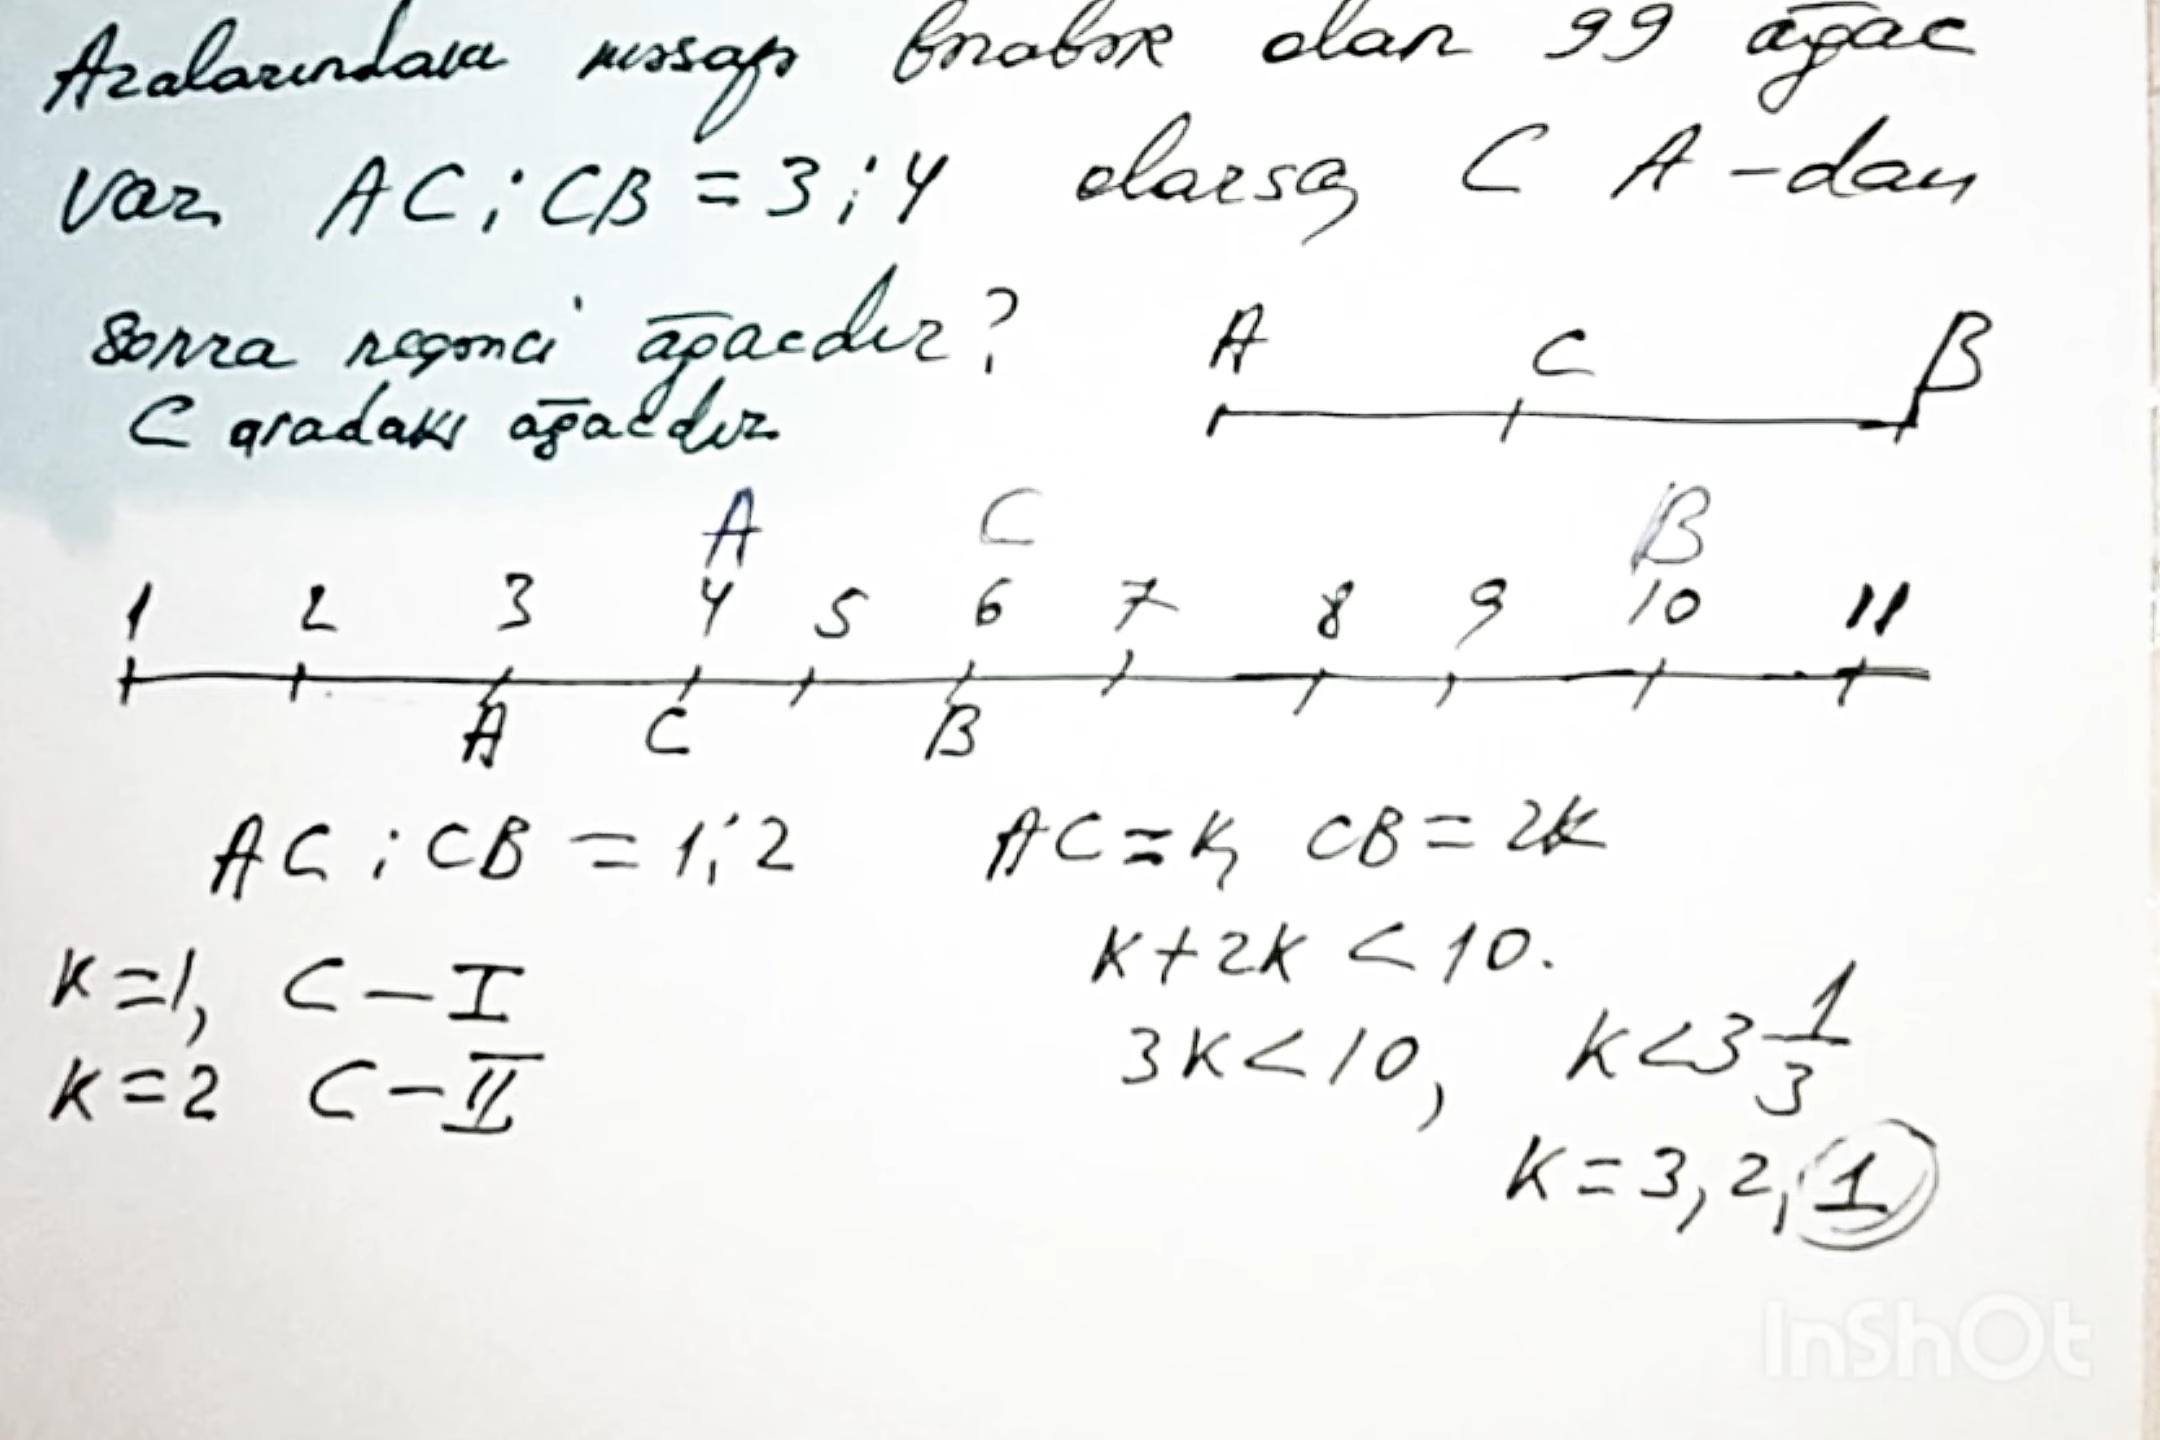 Aralarındakı məsafə bərabər olan 99 ağac
var AC:CB = 3:4 olarsa, C A-dan
sonra neçənci ağacdır?
C aradakı ağacdır
A C B
A C B
1 2 3 4 5 6 7 8 9 10 11
A C B
AC:CB = 1:2 AC = k, CB = 2k
k+2k < 10.
k=1, C - I
3k < 10, k < 3 1/3
k=2 C - II
k = 3, 2, 1
InShOt